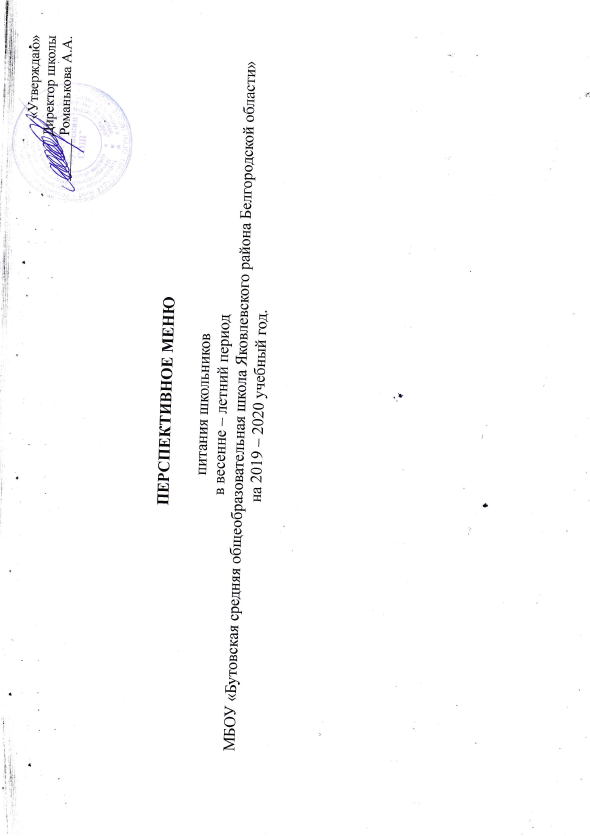 «Утверждаю»
Директор школы
Романькова А.А.
ПЕРСПЕКТИВНОЕ МЕНЮ
питания школьников
в весенне – летний период
МБОУ «Бутовская средняя общеобразовательная школа Яковлевского района Белгородской области»
на 2019 – 2020 учебный год.